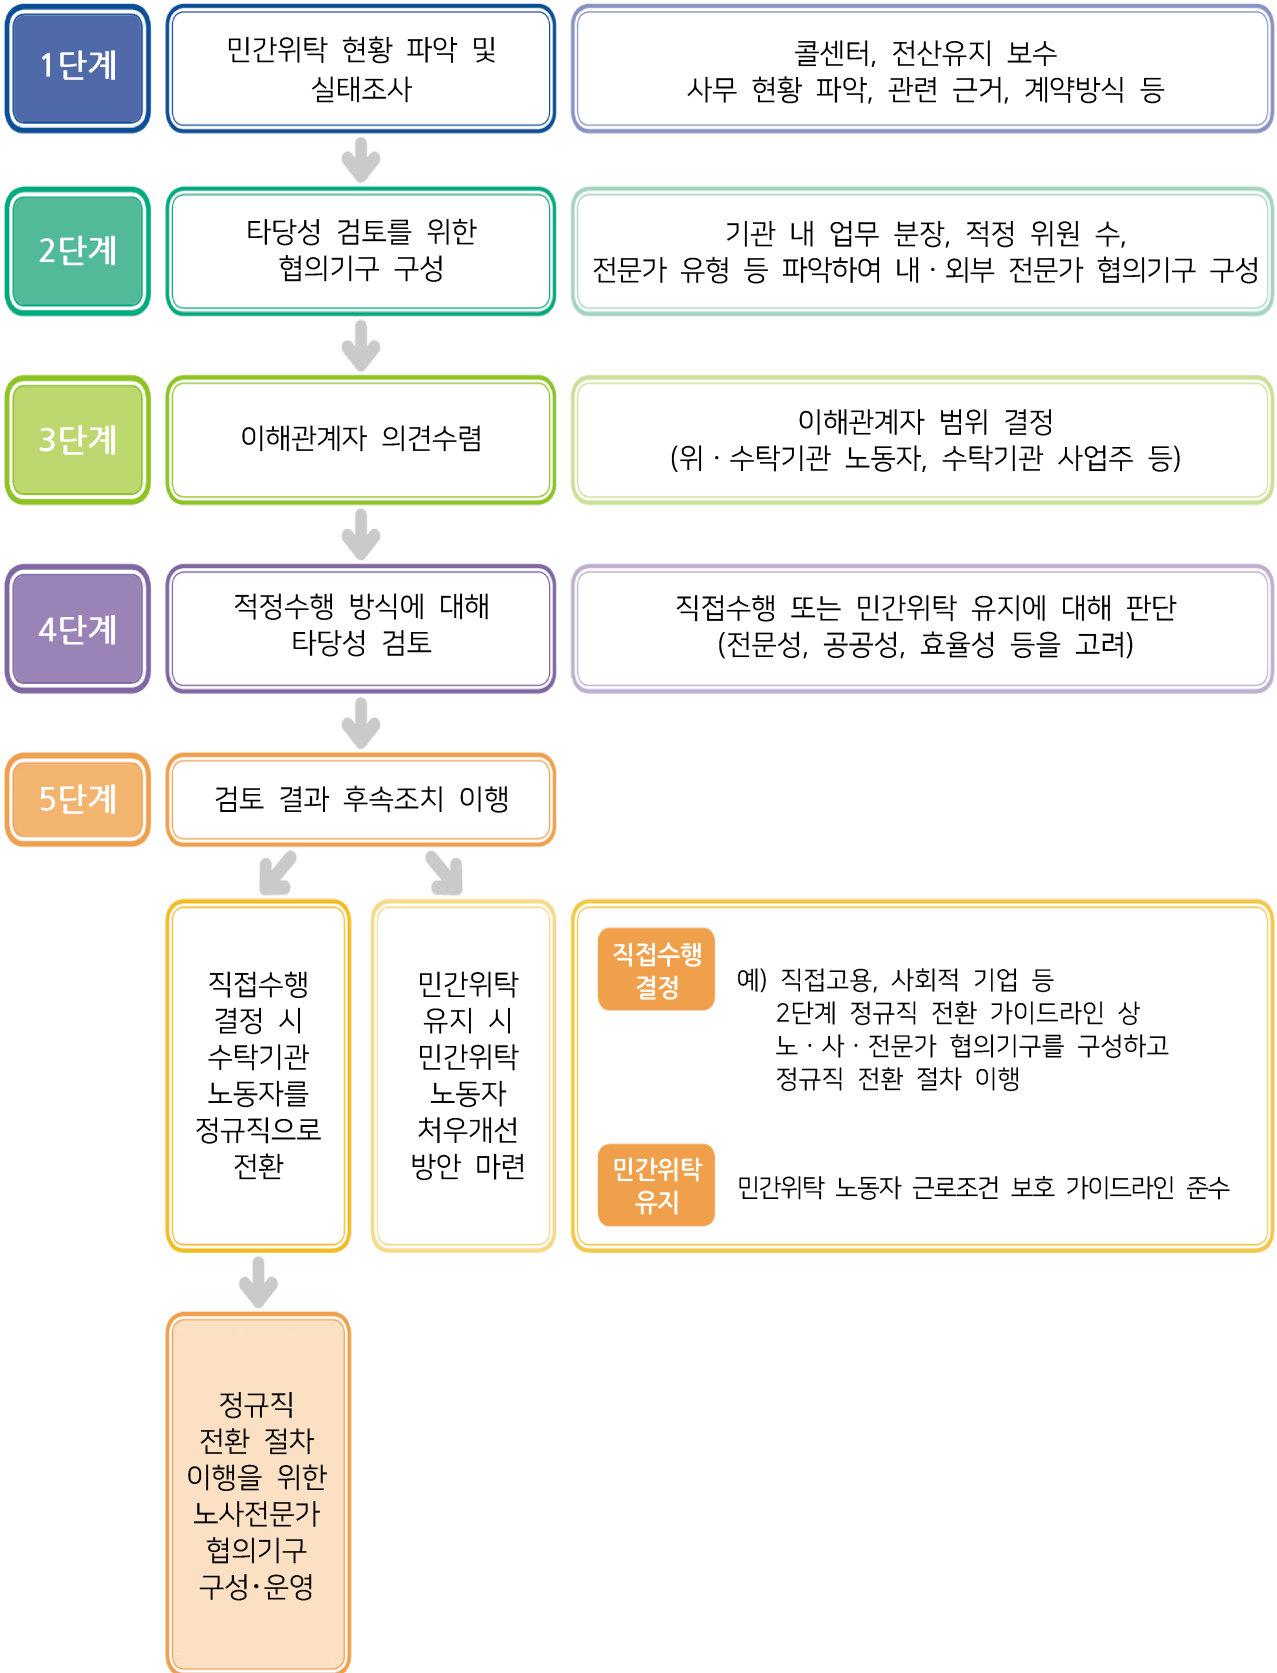 1단계
민간위탁 현황 파악 및
실태조사
콜센터, 전산유지 보수
사무 현황 파악, 관련 근거, 계약방식 등
2단계
타당성 검토를 위한
협의기구 구성
기관 내 업무 분장, 적정 위원 수,
전문가 유형 등 파악하여 내·외부 전문가 협의기구 구성
3단계
이해관계자 의견수렴
이해관계자 범위 결정
(위·수탁기관 노동자, 수탁기관 사업주 등)
4단계
적정수행 방식에 대해
타당성 검토
직접수행 또는 민간위탁 유지에 대해 판단
(전문성, 공공성, 효율성 등을 고려)
5단계
검토 결과 후속조치 이행
직접수행
결정 시
수탁기관
노동자를
정규직으로
전환
민간위탁
유지 시
민간위탁
노동자
처우개선
방안 마련
직접수행
결정
예) 직접고용, 사회적 기업 등
2단계 정규직 전환 가이드라인 상
노·사·전문가 협의기구를 구성하고
정규직 전환 절차 이행
민간위탁
유지
민간위탁 노동자 근로조건 보호 가이드라인 준수
정규직
전환 절차
이행을 위한
노사전문가
협의기구
구성·운영